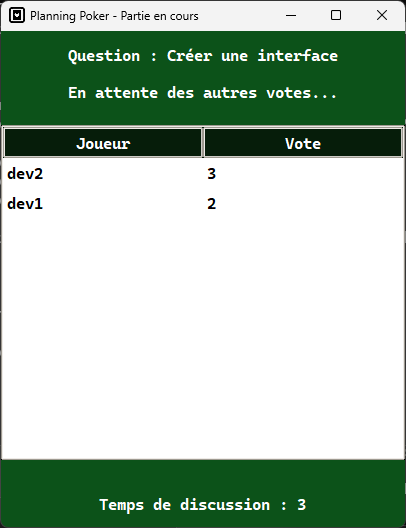 Planning Poker - Partie en cours
Question : Créer une interface
En attente des autres votes...
Joueur Vote
dev2 3
dev1 2
Temps de discussion : 3